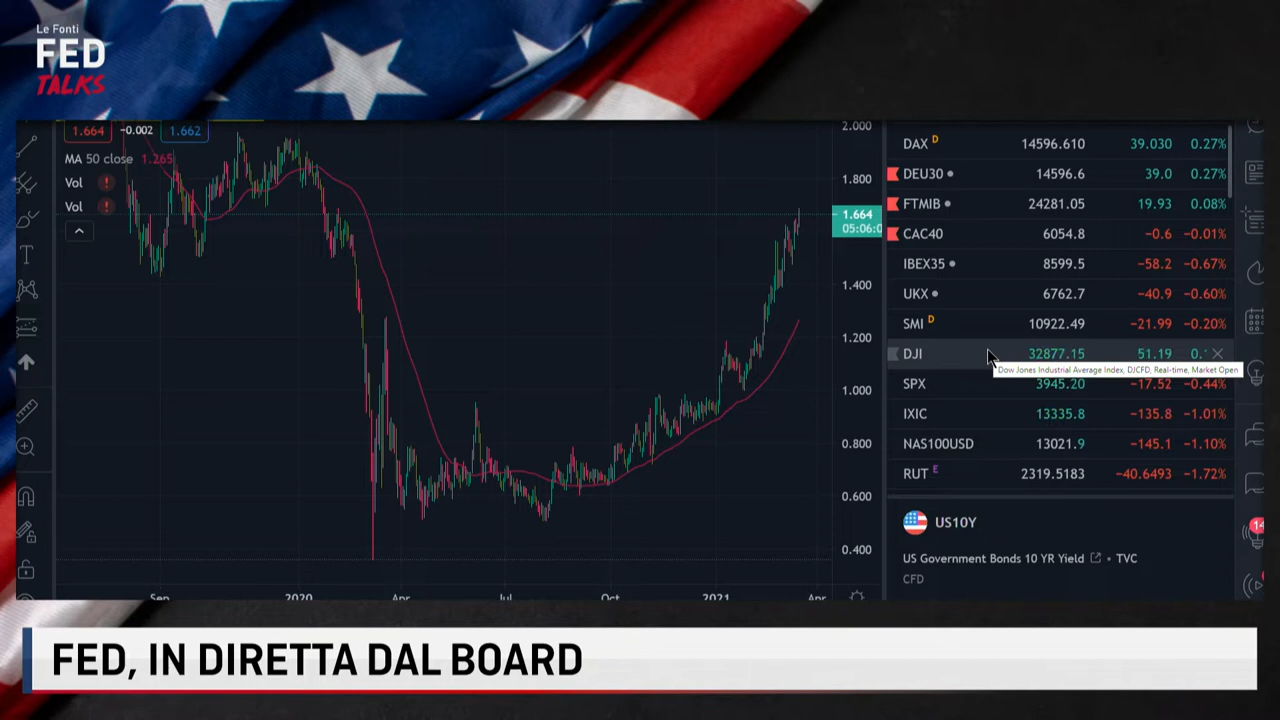 Le Fonti
FED
TALKS
1.664 −0.002 1.662
MA 50 close 1.265
Vol !
Vol !
2.000
1.800
1.664
05:06:0
1.400
1.200
1.000
0.800
0.600
0.400
Sep 2020 Apr Jul Oct 2021 Apr
DAX D 14596.610 39.030 0.27%
DEU30 14596.6 39.0 0.27%
FTMIB 24281.05 19.93 0.08%
CAC40 6054.8 −0.6 −0.01%
IBEX35 8599.5 −58.2 −0.67%
UKX 6762.7 −40.9 −0.60%
SMI D 10922.49 −21.99 −0.20%
DJI 32877.15 51.19 0.
Dow Jones Industrial Average Index, DJCFD, Real-time, Market Open
SPX 3945.20 −17.52 −0.44%
IXIC 13335.8 −135.8 −1.01%
NAS100USD 13021.9 −145.1 −1.10%
RUT E 2319.5183 −40.6493 −1.72%
US10Y
US Government Bonds 10 YR Yield • TVC
CFD
14
FED, IN DIRETTA DAL BOARD